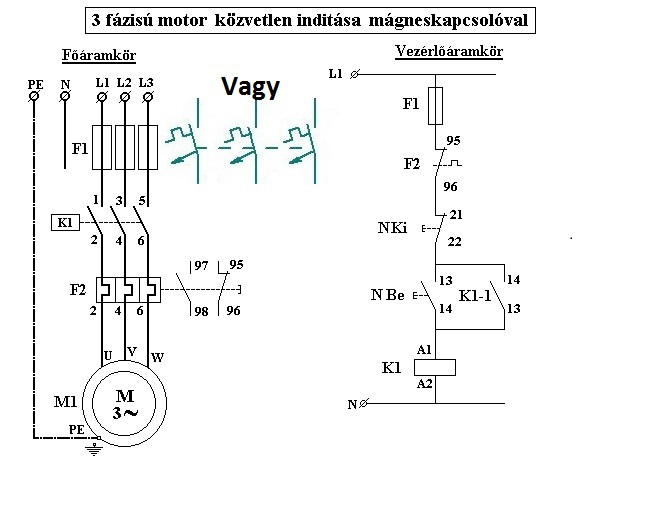 3 fázisú motor közvetlen inditása mágneskapcsolóval
Főáramkör
Vezérlőáramkör
PE N L1 L2 L3
Vagy
F1
1 3 5
K1
2 4 6
F2
97 95
98 96
2 4 6
U V W
M1
M
3~
PE
L1
F1
95
F2
96
21
NKi
22
13 14
N Be K1-1
14 13
A1
K1
A2
N